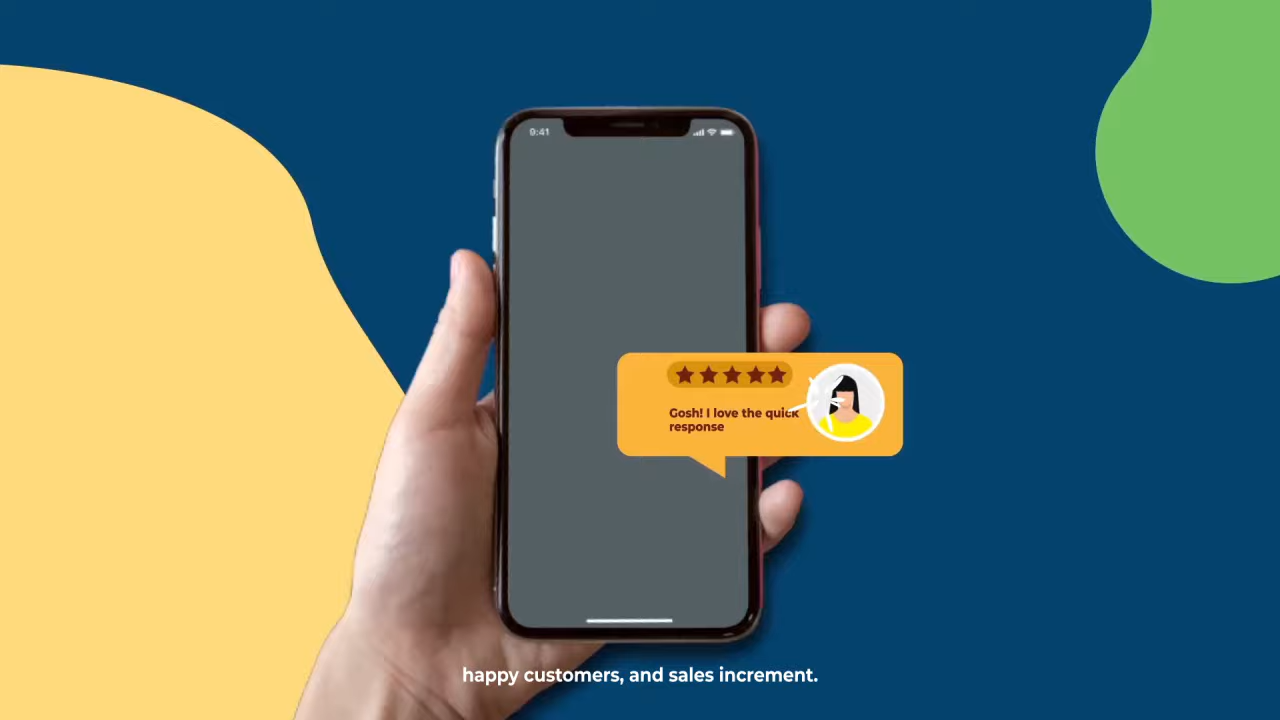 9:41
Gosh! I love the quick
response
happy customers, and sales increment.